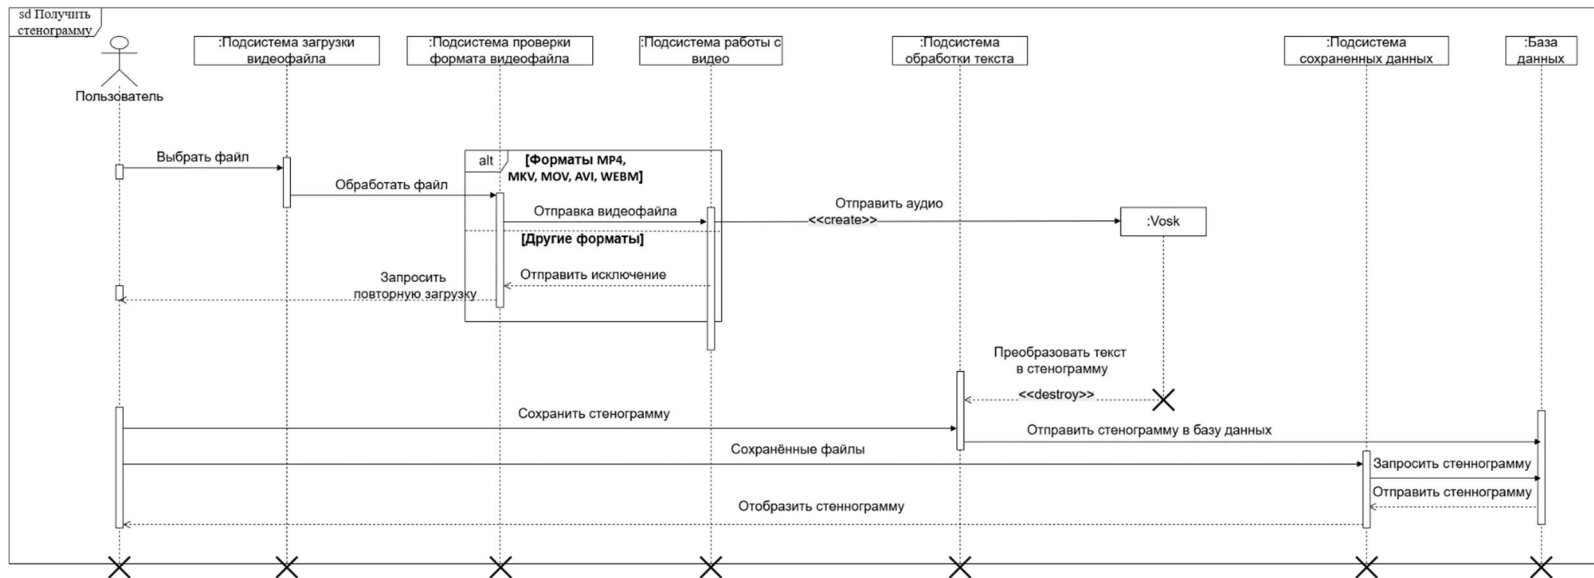 sd Получить
стенограмму
Пользователь
:Подсистема загрузки
видеофайла
:Подсистема проверки
формата видеофайла
:Подсистема работы с
видео
:Подсистема
обработки текста
:Подсистема
сохраненных данных
:База
данных
Выбрать файл
Обработать файл
alt
[Форматы MP4,
MKV, MOV, AVI, WEBM]
Отправка видеофайла
Отправить аудио
<<create>>
:Vosk
[Другие форматы]
Отправить исключение
Запросить
повторную загрузку
Преобразовать текст
в стенограмму
<<destroy>>
Сохранить стенограмму
Отправить стенограмму в базу данных
Сохранённые файлы
Запросить стеннограмму
Отправить стеннограмму
Отобразить стеннограмму